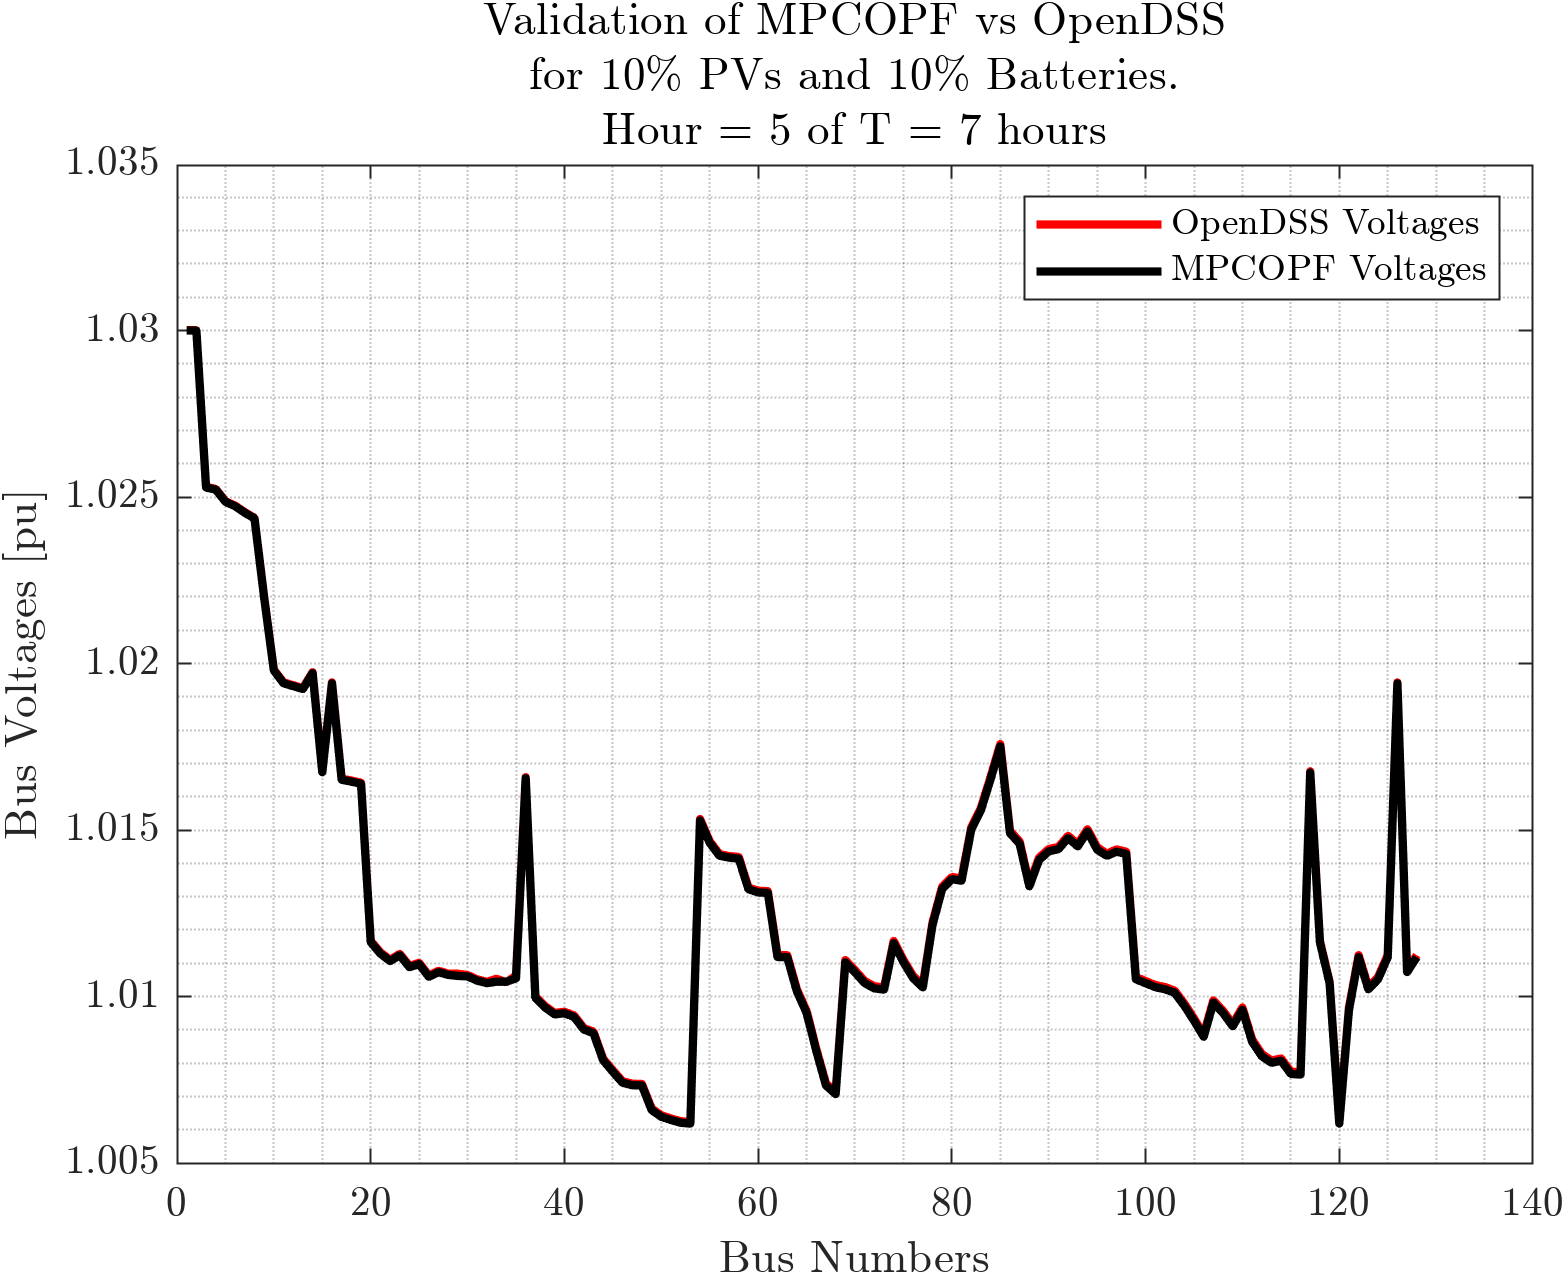 Validation of MPCOPF vs OpenDSS
for 10% PVs and 10% Batteries.
Hour = 5 of T = 7 hours
OpenDSS Voltages
MPCOPF Voltages
Bus Voltages [pu]
1.035
1.03
1.025
1.02
1.015
1.01
1.005
0 20 40 60 80 100 120 140
Bus Numbers